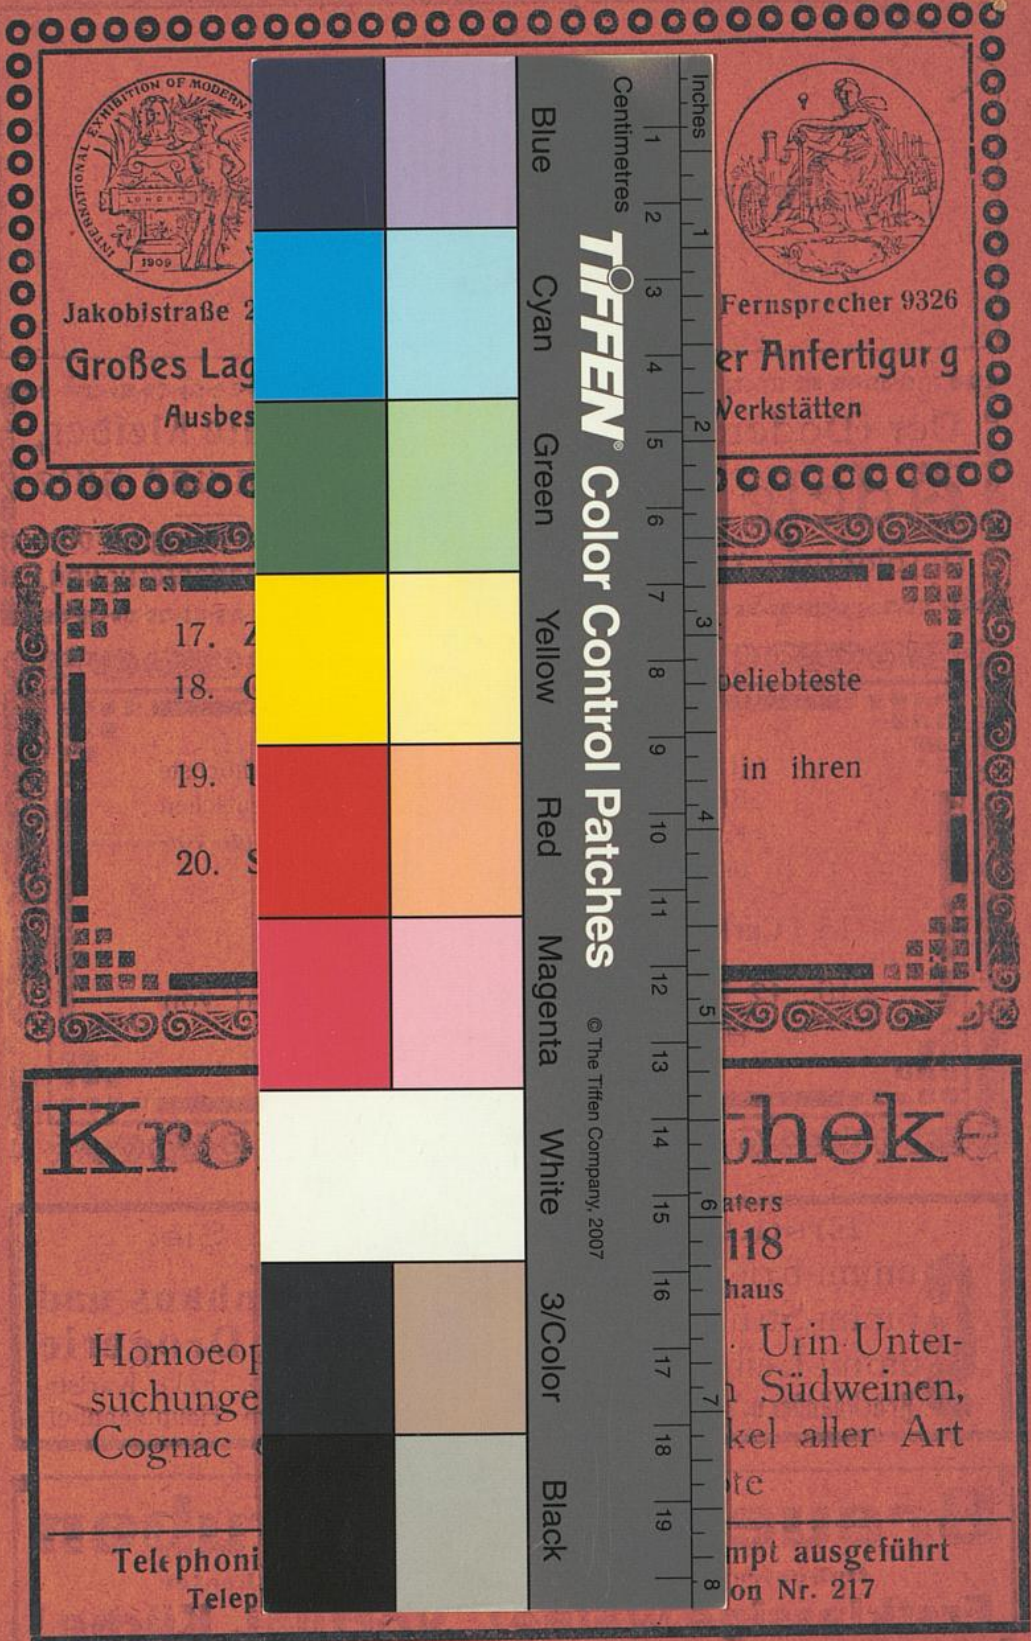 INTERNATIONAL EXHIBITION OF MODERN
LONDON
1909
Jakobistraße Fernsprecher 9326
Großes er Anfertigur g
Verkstätten
17.
18. beliebteste
19. in ihren
20.
Kro theke
aters
118
haus
Homoeop Urin Unter-
suchunge Südweinen,
Cognac kel aller Art
te
Telephoni mpt ausgeführt
Telep on Nr. 217
Inches
1 2 3 4 5 6 7 8
Centimetres
1 2 3 4 5 6 7 8 9 10 11 12 13 14 15 16 17 18 19
TIFFEN® Color Control Patches © The Tiffen Company, 2007
Blue Cyan Green Yellow Red Magenta White 3/Color Black